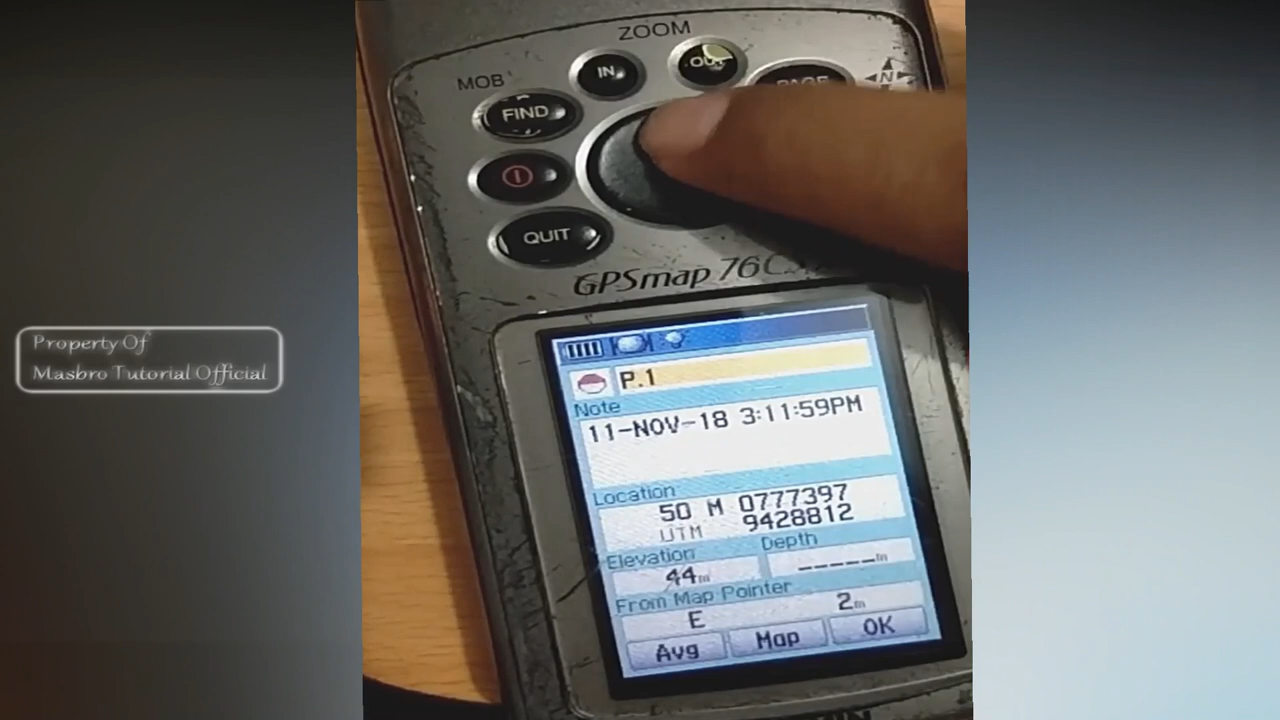 Property Of
Masbro Tutorial Official
ZOOM
MOB
IN
OUT
PAGE
N
FIND
QUIT
GPSmap
P.1
Note
11-NOV-18 3:11:59PM
Location
50 M 0777397
UTM 9428812
Elevation
Depth
44m
-----m
From Map Pointer
E
2m
Avg
Map
OK